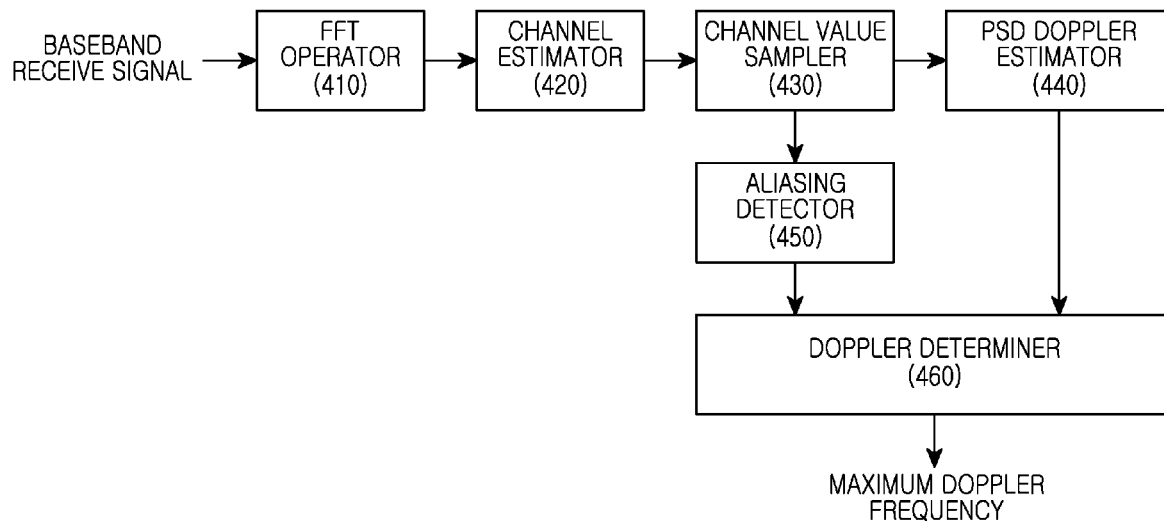 BASEBAND
RECEIVE SIGNAL
FFT
OPERATOR
(410)
CHANNEL
ESTIMATOR
(420)
CHANNEL VALUE
SAMPLER
(430)
PSD DOPPLER
ESTIMATOR
(440)
ALIASING
DETECTOR
(450)
DOPPLER DETERMINER
(460)
MAXIMUM DOPPLER
FREQUENCY